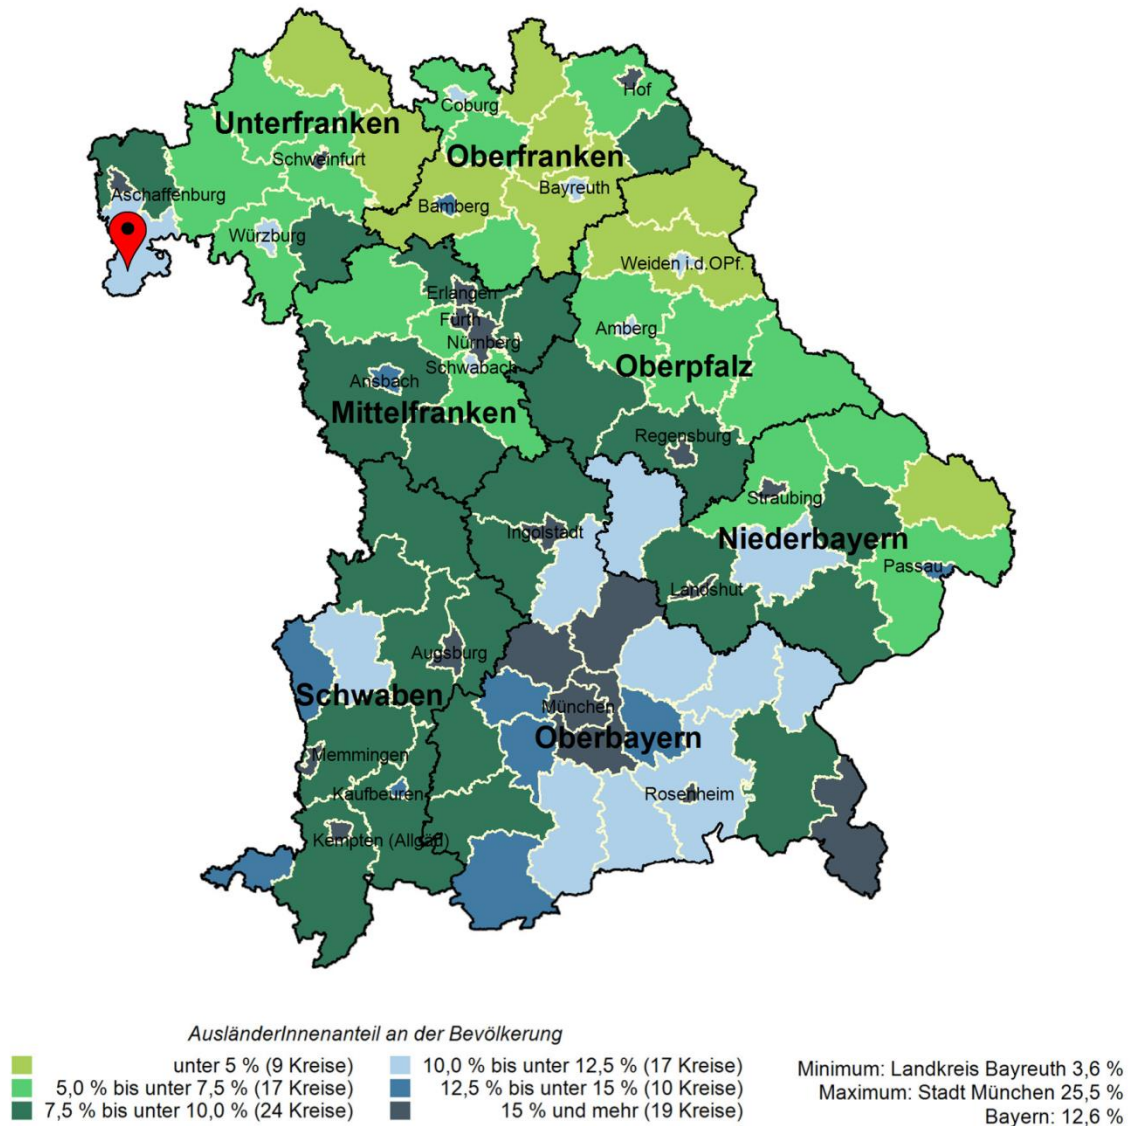 Hof
Coburg
Unterfranken
Schweinfurt
Oberfranken
Bayreuth
Aschaffenburg
Bamberg
Würzburg
Weiden i.d.OPf.
Erlangen
Fürth
Amberg
Nürnberg
Schwabach
Oberpfalz
Ansbach
Mittelfranken
Regensburg
Straubing
Ingolstadt
Niederbayern
Passau
Landshut
Augsburg
Schwaben
München
Oberbayern
Memmingen
Kaufbeuren
Rosenheim
Kempten (Allgäu)
AusländerInnenanteil an der Bevölkerung
unter 5 % (9 Kreise)
5,0 % bis unter 7,5 % (17 Kreise)
7,5 % bis unter 10,0 % (24 Kreise)
10,0 % bis unter 12,5 % (17 Kreise)
12,5 % bis unter 15 % (10 Kreise)
15 % und mehr (19 Kreise)
Minimum: Landkreis Bayreuth 3,6 %
Maximum: Stadt München 25,5 %
Bayern: 12,6 %